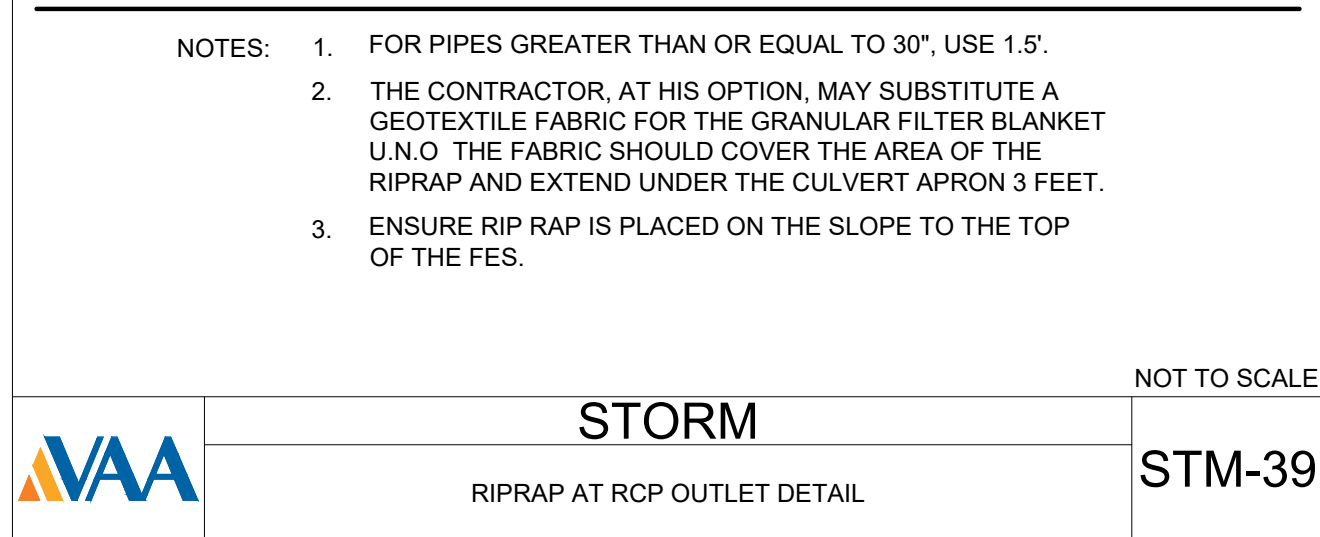 NOTES: 1. FOR PIPES GREATER THAN OR EQUAL TO 30", USE 1.5'.
2. THE CONTRACTOR, AT HIS OPTION, MAY SUBSTITUTE A
GEOTEXTILE FABRIC FOR THE GRANULAR FILTER BLANKET
U.N.O THE FABRIC SHOULD COVER THE AREA OF THE
RIPRAP AND EXTEND UNDER THE CULVERT APRON 3 FEET.
3. ENSURE RIP RAP IS PLACED ON THE SLOPE TO THE TOP
OF THE FES.
NOT TO SCALE
VAA
STORM
RIPRAP AT RCP OUTLET DETAIL
STM-39